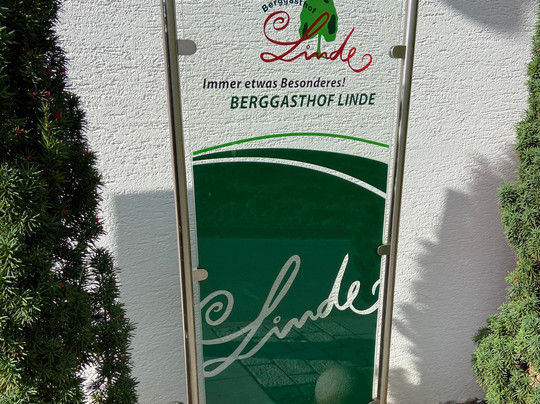 Berggasthof
Linde
Immer etwas Besonderes!
BERGGASTHOF LINDE
Linde